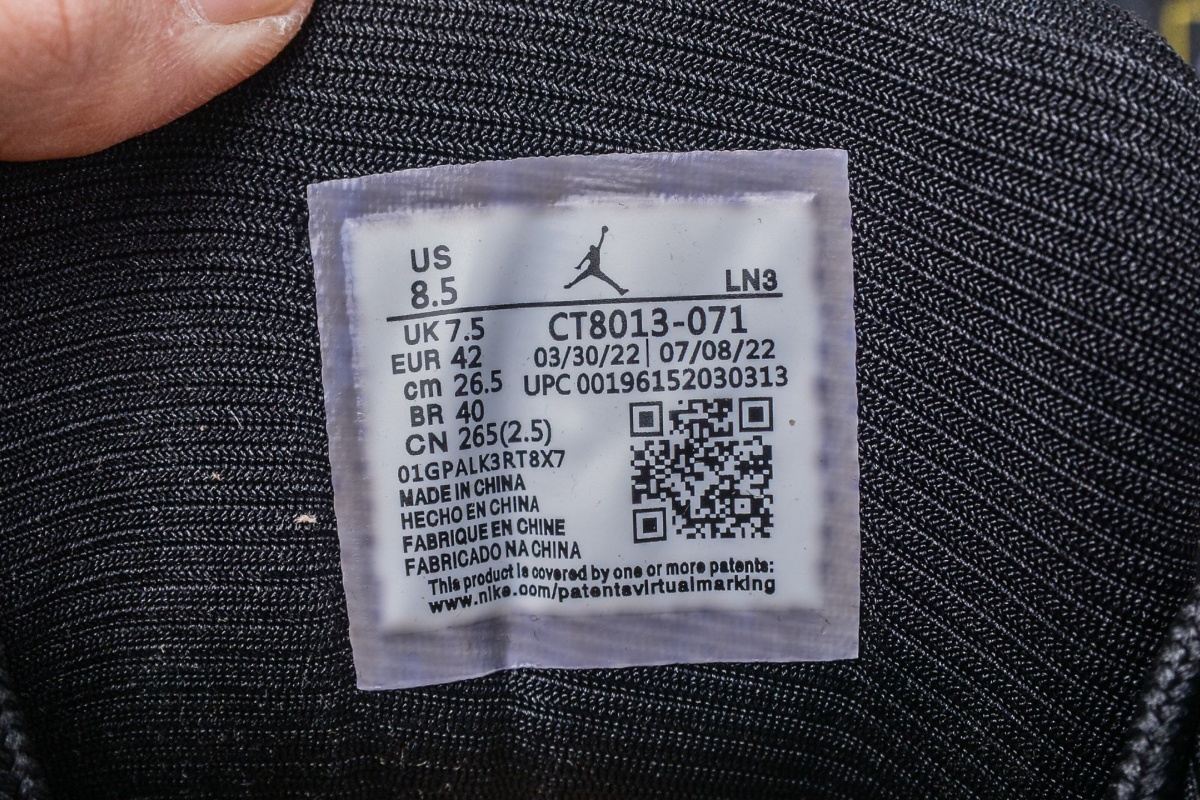 US
8.5
LN3
UK 7.5
CT8013-071
EUR 42
03/30/22 | 07/08/22
cm 26.5
UPC 00196152030313
BR 40
CN 265(2.5)
01GPALK3RT8X7
MADE IN CHINA
HECHO EN CHINA
FABRIQUE EN CHINE
FABRICADO NA CHINA
This product is covered by one or more patents:
www.nike.com/patentavirtualmarking